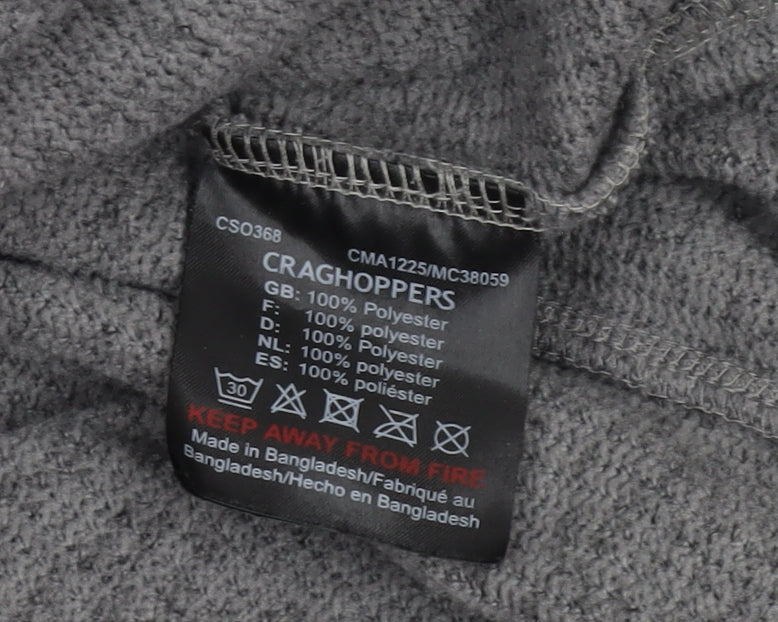 CSO368
CMA1225/MC38059
CRAGHOPPERS
GB: 100% Polyester
F: 100% polyester
D: 100% Polyester
NL: 100% polyester
ES: 100% poliéster
30
KEEP AWAY FROM FIRE
Made in Bangladesh/Fabriqué au
Bangladesh/Hecho en Bangladesh